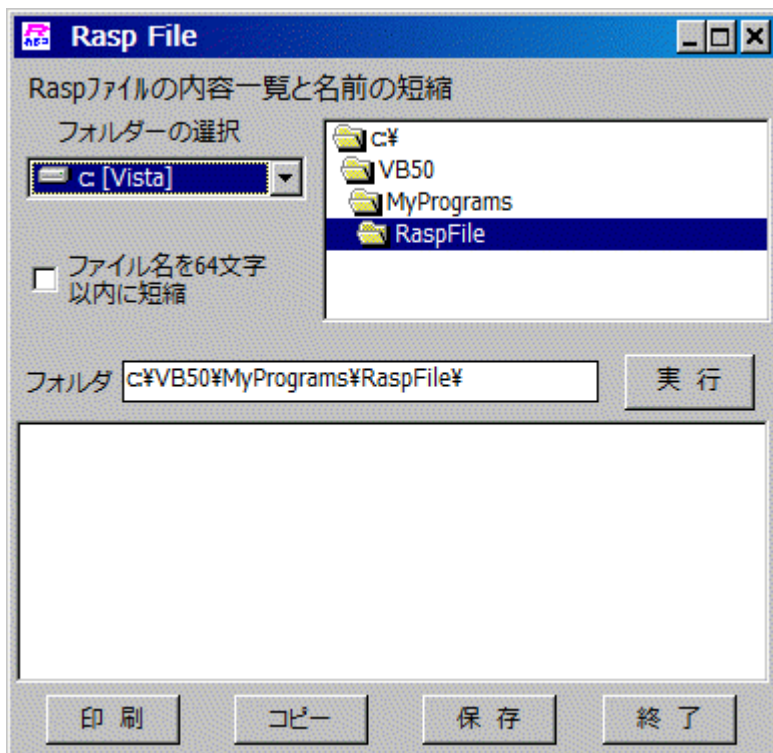 Rasp File
Raspﾌｧｲﾙの内容一覧と名前の短縮
フォルダーの選択
c: [Vista]
c:¥
VB50
MyPrograms
RaspFile
ファイル名を64文字
以内に短縮
フォルダ c:¥VB50¥MyPrograms¥RaspFile¥ 実 行
印 刷 コピー 保 存 終 了